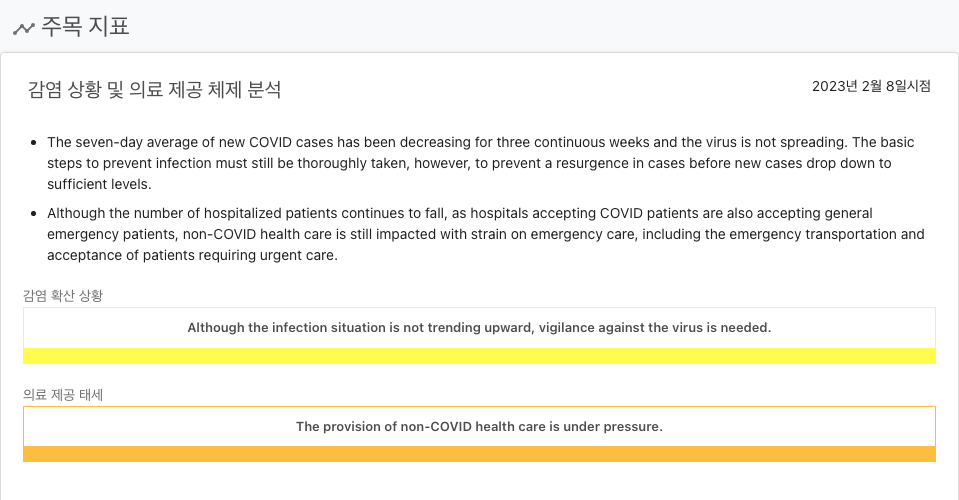 주목 지표
감염 상황 및 의료 제공 체제 분석
2023년 2월 8일시점
The seven-day average of new COVID cases has been decreasing for three continuous weeks and the virus is not spreading. The basic
steps to prevent infection must still be thoroughly taken, however, to prevent a resurgence in cases before new cases drop down to
sufficient levels.
Although the number of hospitalized patients continues to fall, as hospitals accepting COVID patients are also accepting general
emergency patients, non-COVID health care is still impacted with strain on emergency care, including the emergency transportation and
acceptance of patients requiring urgent care.
감염 확산 상황
Although the infection situation is not trending upward, vigilance against the virus is needed.
의료 제공 태세
The provision of non-COVID health care is under pressure.